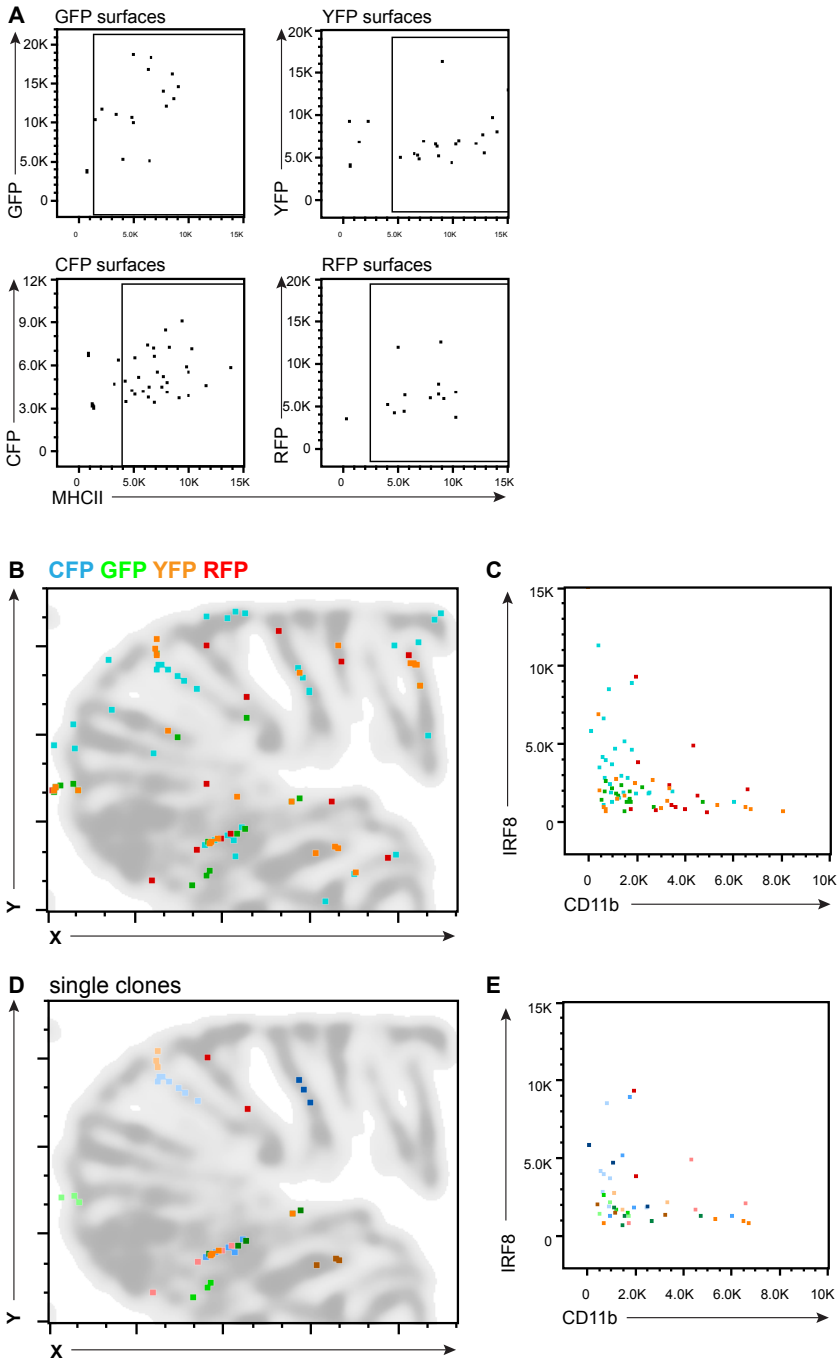 A
GFP surfaces
YFP surfaces
20K
15K
10K
5.0K
0
GFP
0 5.0K 10K 15K
20K
15K
10K
5.0K
0
YFP
0 5.0K 10K 15K
CFP surfaces
RFP surfaces
12K
9.0K
6.0K
3.0K
0
CFP
0 5.0K 10K 15K
20K
15K
10K
5.0K
0
RFP
0 5.0K 10K 15K
MHCII
B
CFP GFP YFP RFP
Y
X
C
15K
10K
5.0K
0
IRF8
0 2.0K 4.0K 6.0K 8.0K 10K
CD11b
D
single clones
Y
X
E
15K
10K
5.0K
0
IRF8
0 2.0K 4.0K 6.0K 8.0K 10K
CD11b